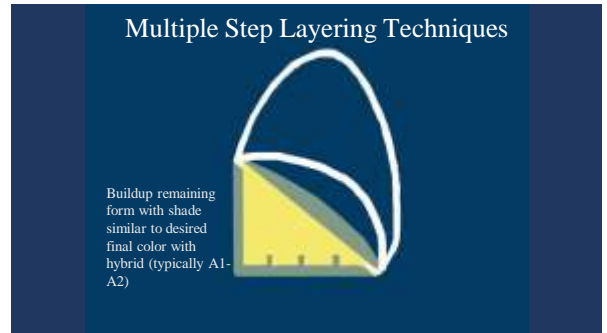 Multiple Step Layering Techniques
Buildup remaining
form with shade
similar to desired
final color with
hybrid (typically A1-
A2)